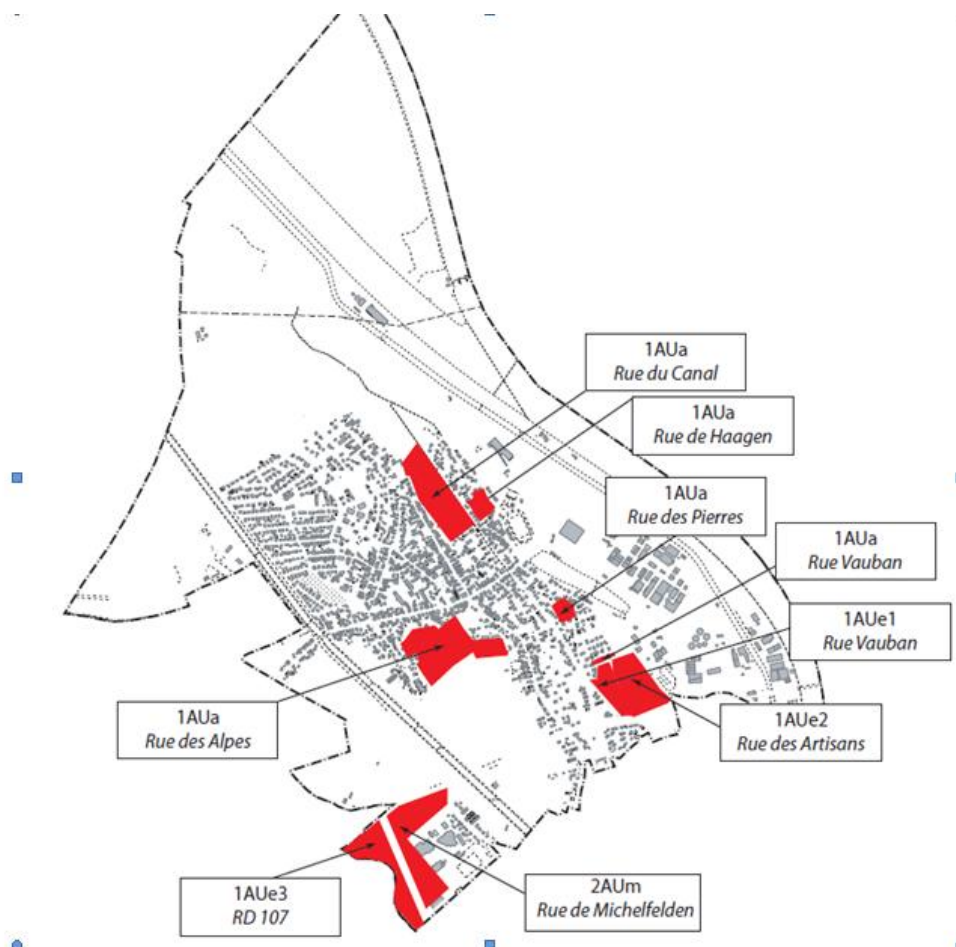 1AUa
Rue du Canal
1AUa
Rue de Haagen
1AUa
Rue des Pierres
1AUa
Rue Vauban
1AUe1
Rue Vauban
1AUa
Rue des Alpes
1AUe2
Rue des Artisans
1AUe3
RD 107
2AUm
Rue de Michelfelden